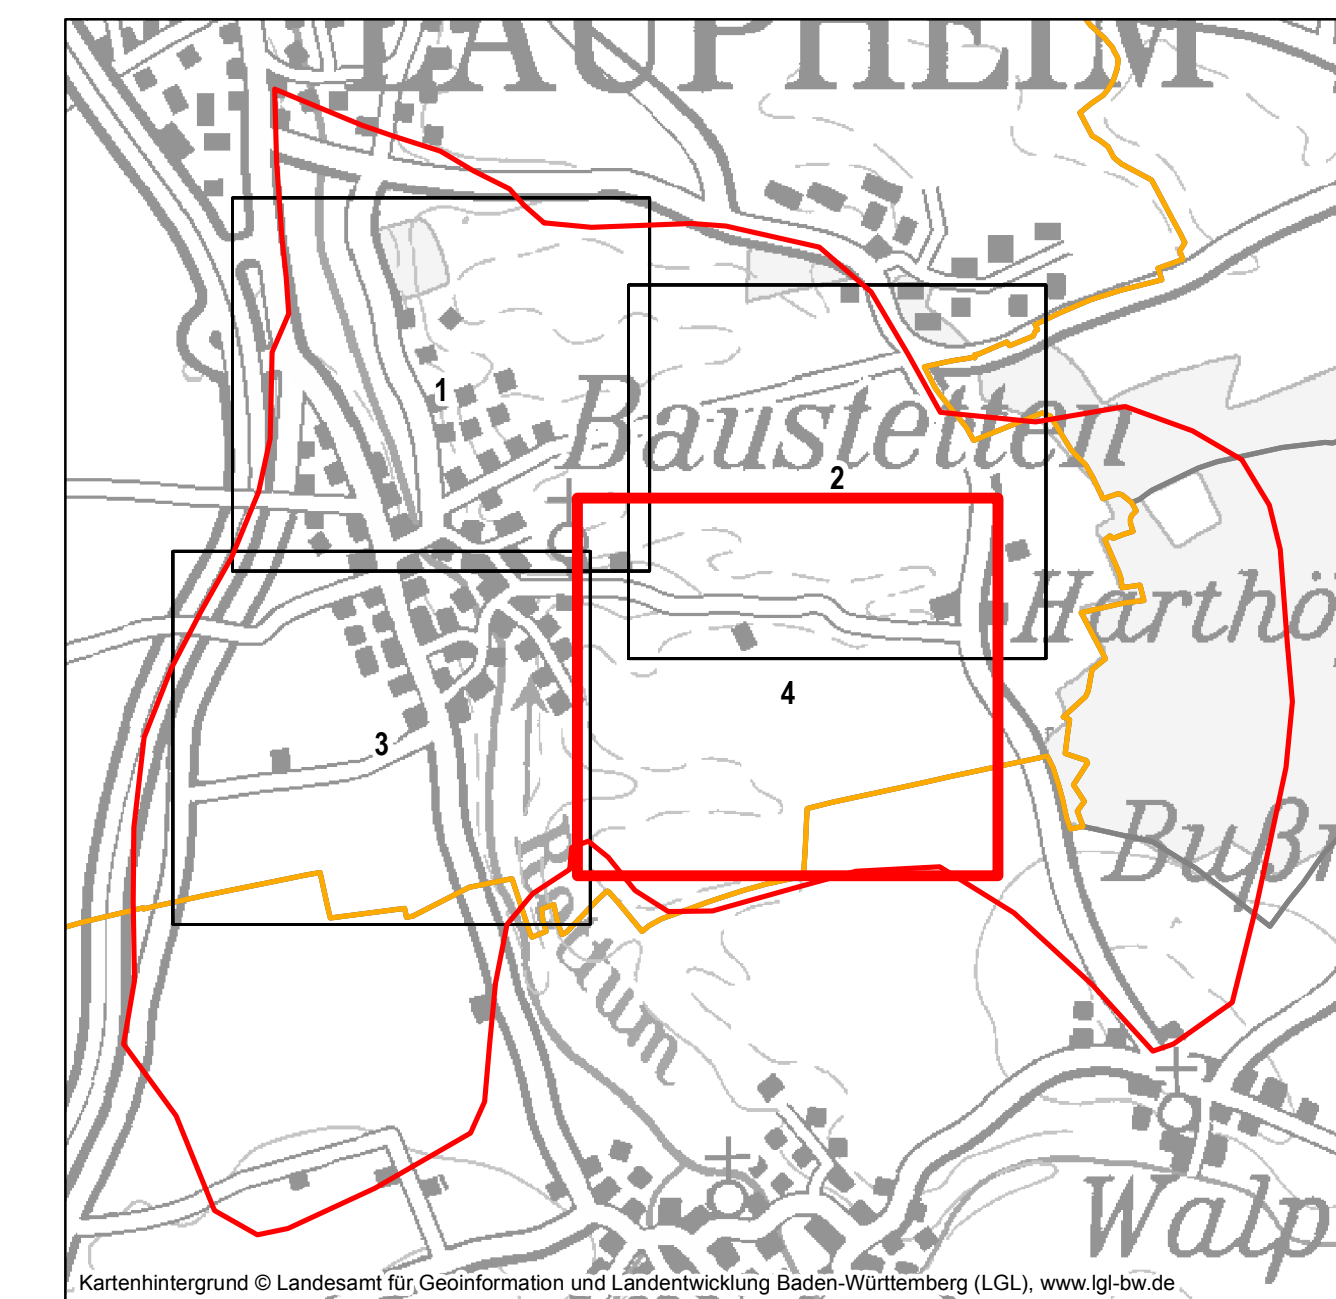 LAUPHEIM
1
Baustetten
2
Harthö
4
3
Bußr
Rottum
Walp
Kartenhintergrund © Landesamt für Geoinformation und Landentwicklung Baden-Württemberg (LGL), www.lgl-bw.de